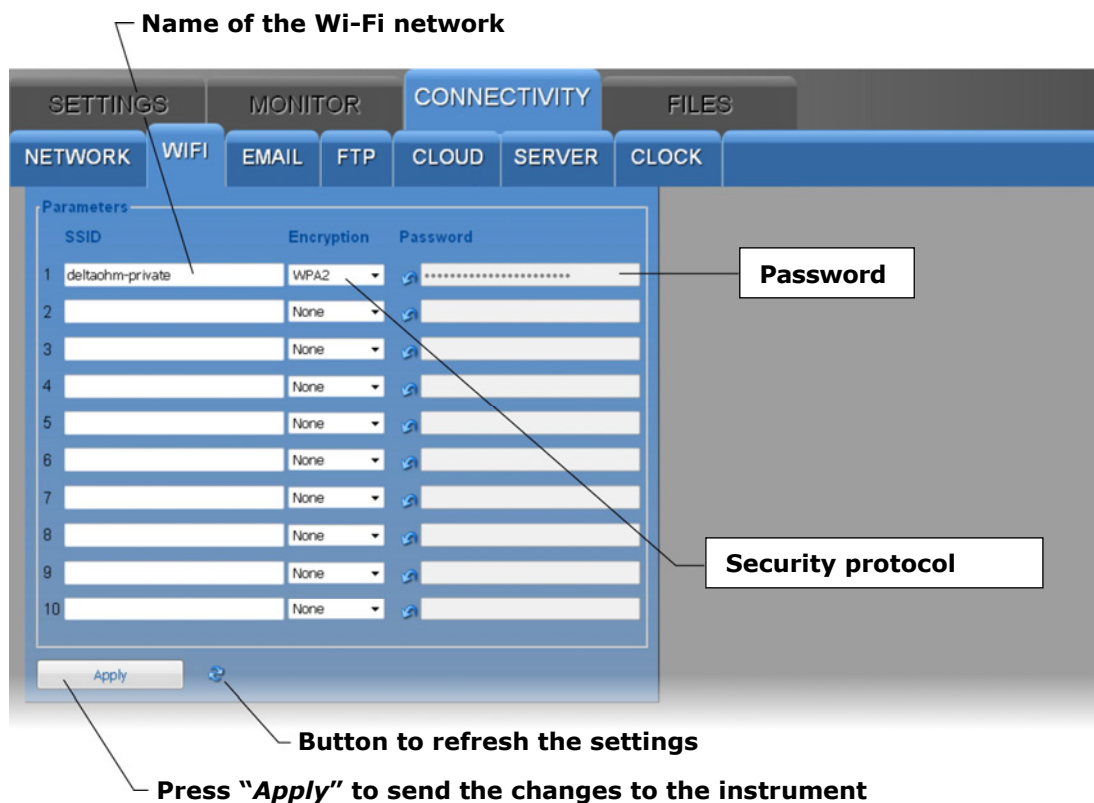 Name of the Wi-Fi network
SETTINGS MONITOR CONNECTIVITY FILES
NETWORK WIFI EMAIL FTP CLOUD SERVER CLOCK
Parameters
SSID Encryption Password
1 deltaohm-private WPA2 ••••••••••••••••••••••• Password
2 None
3 None
4 None
5 None
6 None
7 None
8 None
Security protocol
9 None
10 None
Apply
Button to refresh the settings
Press “Apply” to send the changes to the instrument